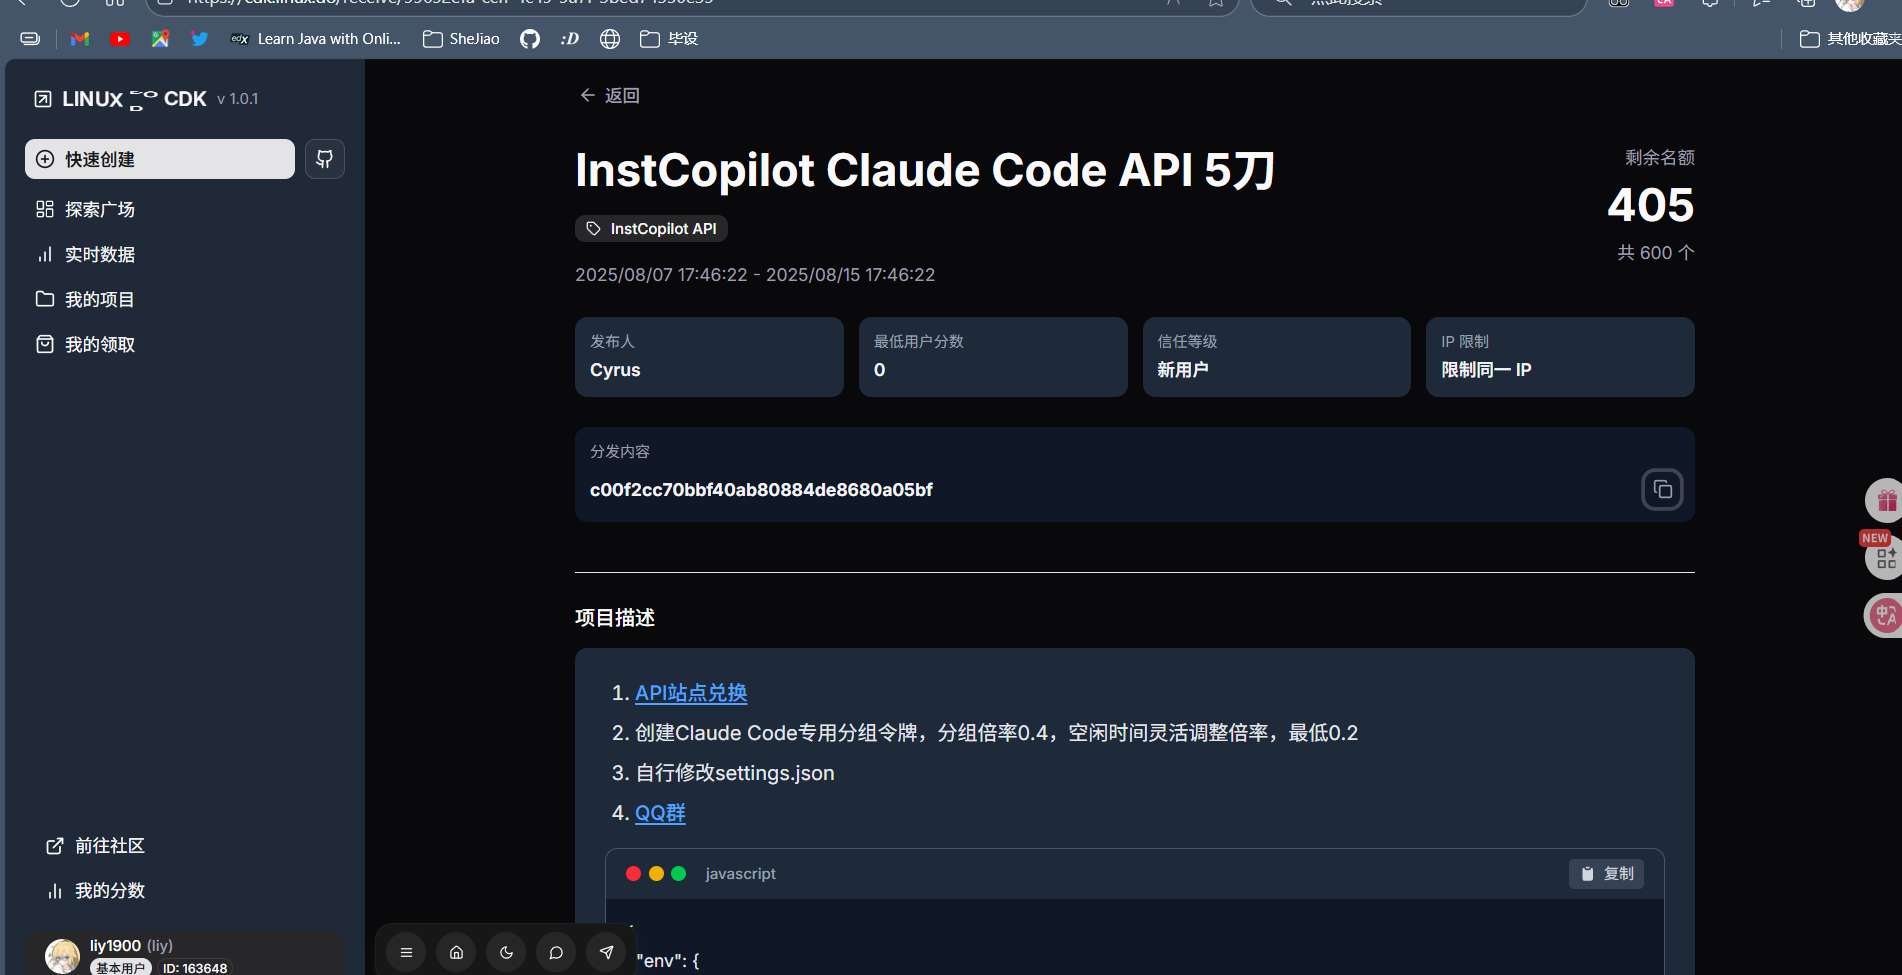 Learn Java with Onli...
SheJiao
:D
毕设
其他收藏夹
LINUX DO CDK v 1.0.1
快速创建
探索广场
实时数据
我的项目
我的领取
前往社区
我的分数
liy1900 (liy)
基本用户 ID: 163648
返回
InstCopilot Claude Code API 5刀
InstCopilot API
2025/08/07 17:46:22 - 2025/08/15 17:46:22
剩余名额
405
共 600 个
发布人
Cyrus
最低用户分数
0
信任等级
新用户
IP 限制
限制同一 IP
分发内容
c00f2cc70bbf40ab80884de8680a05bf
NEW
项目描述
1. API站点兑换
2. 创建Claude Code专用分组令牌，分组倍率0.4，空闲时间灵活调整倍率，最低0.2
3. 自行修改settings.json
4. QQ群
javascript
复制
"env": {